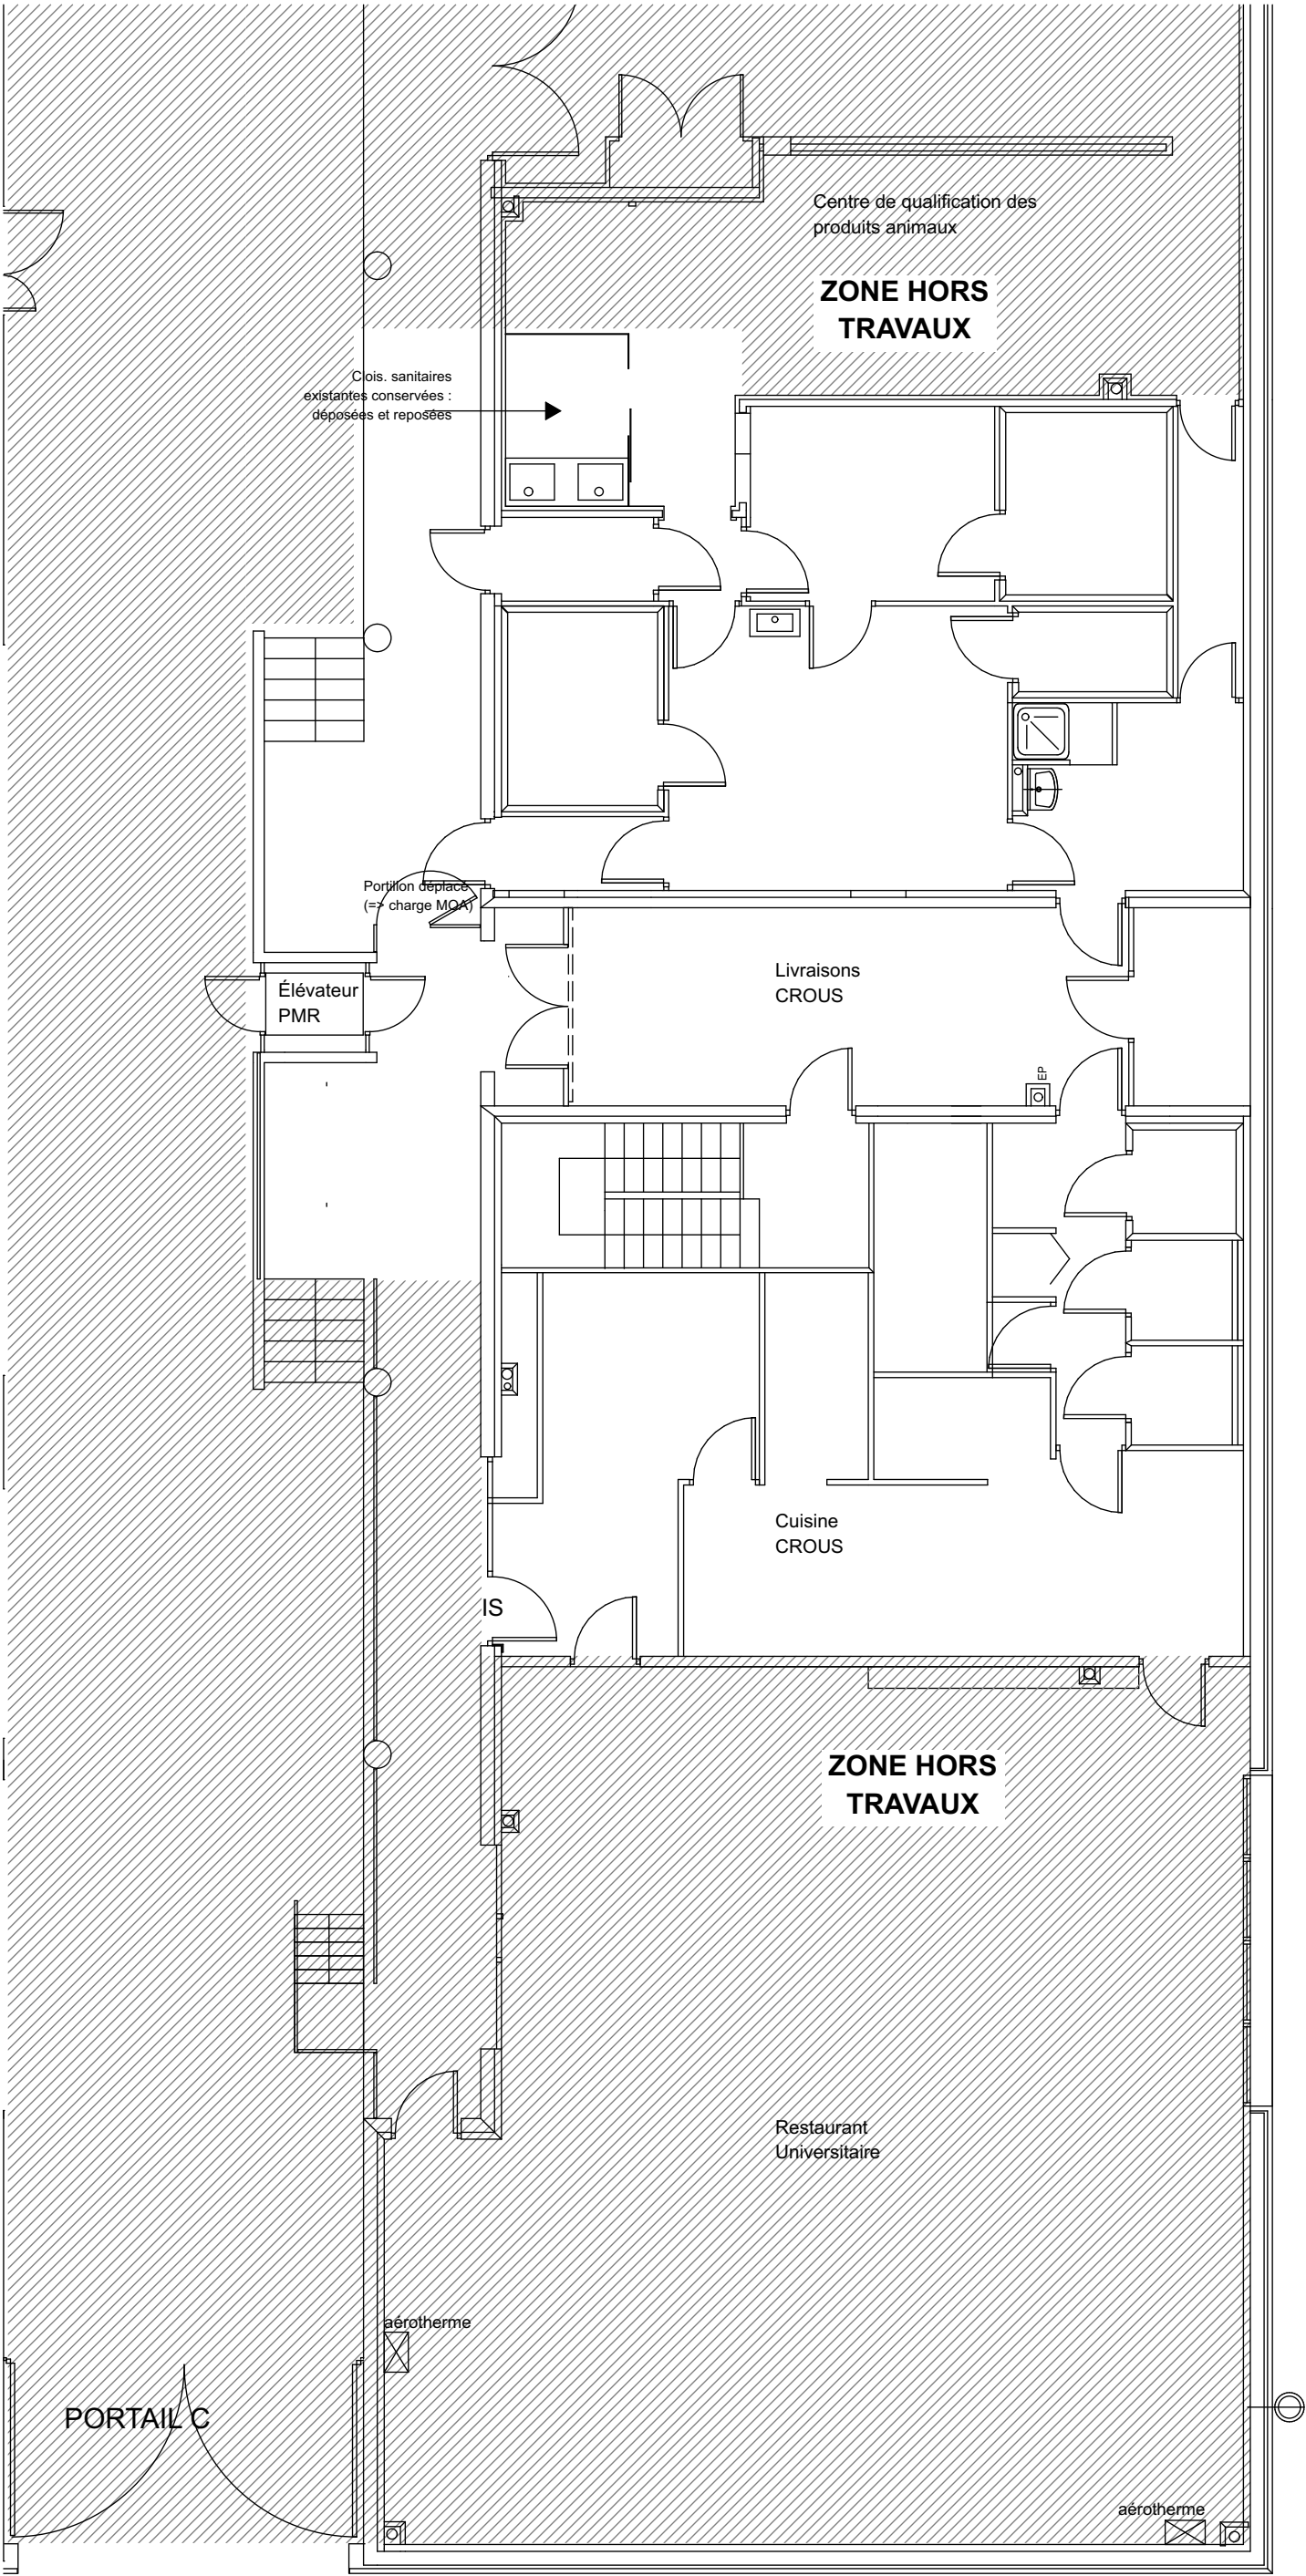 Centre de qualification des
produits animaux
ZONE HORS
TRAVAUX
Clois. sanitaires
existantes conservées :
déposées et reposées
Portillon déplacé
(=> charge MOA)
Élévateur
PMR
Livraisons
CROUS
EP
Cuisine
CROUS
IS
ZONE HORS
TRAVAUX
Restaurant
Universitaire
aérotherme
PORTAIL C
aérotherme